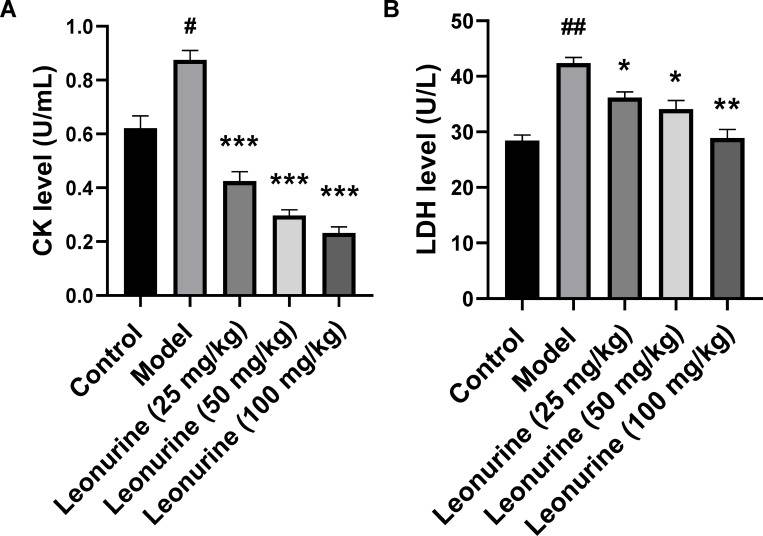 A
CK level (U/mL)
1.0
0.8
0.6
0.4
0.2
0.0
#
***
***
***
Control
Model
Leonurine (25 mg/kg)
Leonurine (50 mg/kg)
Leonurine (100 mg/kg)
B
LDH level (U/L)
50
40
30
20
10
0
##
*
*
**
Control
Model
Leonurine (25 mg/kg)
Leonurine (50 mg/kg)
Leonurine (100 mg/kg)